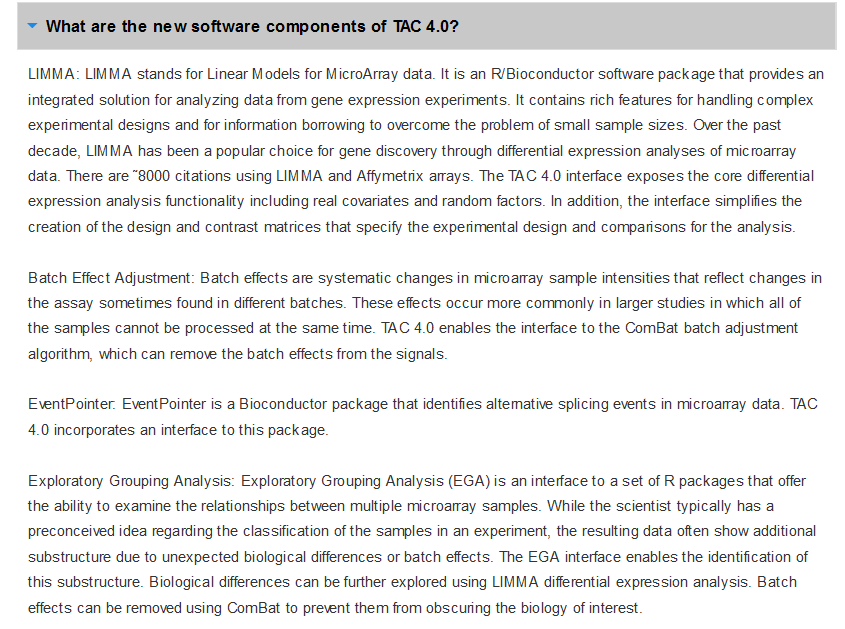 What are the new software components of TAC 4.0?
LIMMA: LIMMA stands for Linear Models for MicroArray data. It is an R/Bioconductor software package that provides an
integrated solution for analyzing data from gene expression experiments. It contains rich features for handling complex
experimental designs and for information borrowing to overcome the problem of small sample sizes. Over the past
decade, LIMMA has been a popular choice for gene discovery through differential expression analyses of microarray
data. There are ˜8000 citations using LIMMA and Affymetrix arrays. The TAC 4.0 interface exposes the core differential
expression analysis functionality including real covariates and random factors. In addition, the interface simplifies the
creation of the design and contrast matrices that specify the experimental design and comparisons for the analysis.
Batch Effect Adjustment: Batch effects are systematic changes in microarray sample intensities that reflect changes in
the assay sometimes found in different batches. These effects occur more commonly in larger studies in which all of
the samples cannot be processed at the same time. TAC 4.0 enables the interface to the ComBat batch adjustment
algorithm, which can remove the batch effects from the signals.
EventPointer: EventPointer is a Bioconductor package that identifies alternative splicing events in microarray data. TAC
4.0 incorporates an interface to this package.
Exploratory Grouping Analysis: Exploratory Grouping Analysis (EGA) is an interface to a set of R packages that offer
the ability to examine the relationships between multiple microarray samples. While the scientist typically has a
preconceived idea regarding the classification of the samples in an experiment, the resulting data often show additional
substructure due to unexpected biological differences or batch effects. The EGA interface enables the identification of
this substructure. Biological differences can be further explored using LIMMA differential expression analysis. Batch
effects can be removed using ComBat to prevent them from obscuring the biology of interest.